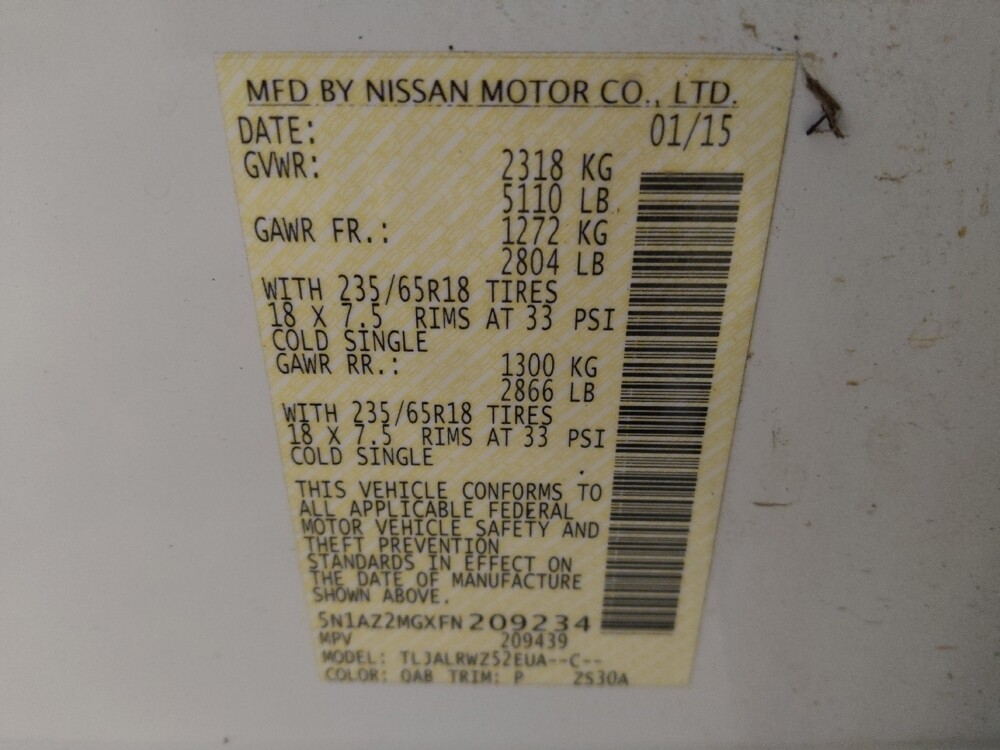 MFD BY NISSAN MOTOR CO., LTD.
DATE: 01/15
GVWR: 2318 KG
5110 LB
GAWR FR.: 1272 KG
2804 LB
WITH 235/65R18 TIRES
18 X 7.5 RIMS AT 33 PSI
COLD SINGLE
GAWR RR.: 1300 KG
2866 LB
WITH 235/65R18 TIRES
18 X 7.5 RIMS AT 33 PSI
COLD SINGLE
THIS VEHICLE CONFORMS TO
ALL APPLICABLE FEDERAL
MOTOR VEHICLE SAFETY AND
THEFT PREVENTION
STANDARDS IN EFFECT ON
THE DATE OF MANUFACTURE
SHOWN ABOVE.
5N1AZ2MGXFN209234
MPV 209439
MODEL: TLJALRWZ52EUA--C--
COLOR: QAB TRIM: P ZS30A